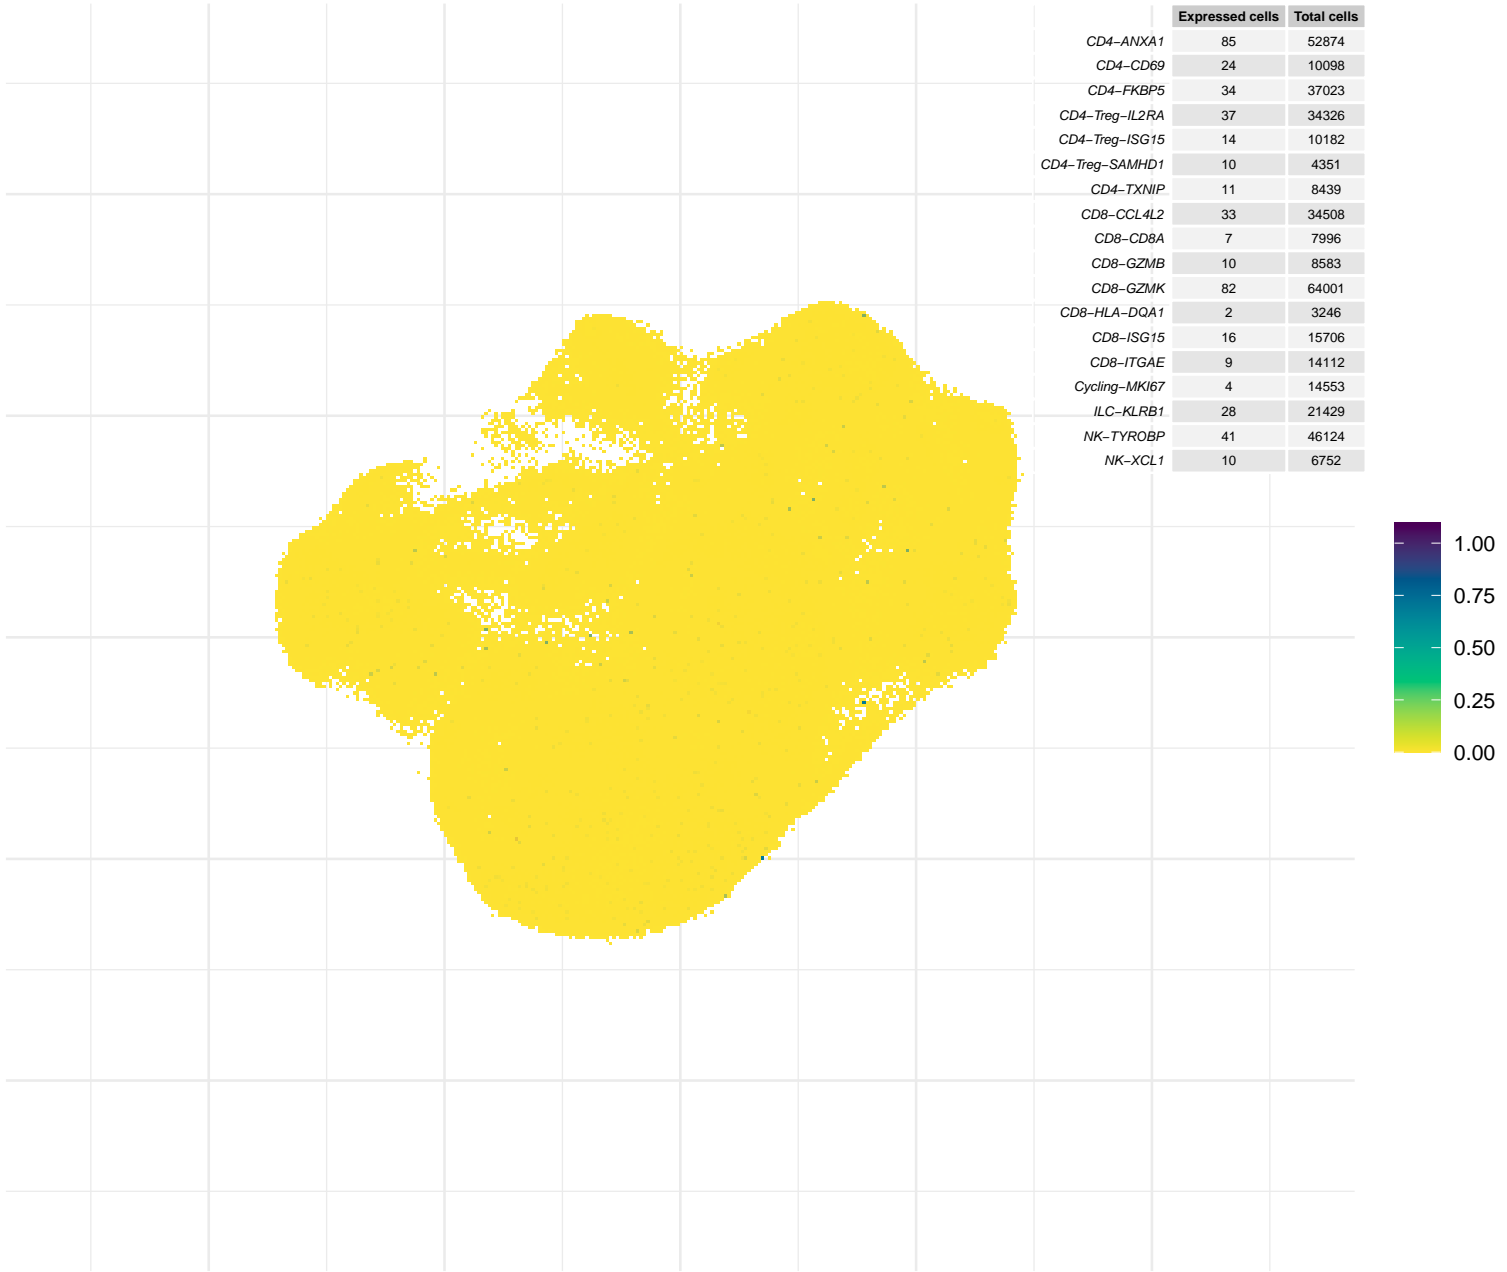 Expressed cells Total cells
CD4−ANXA1 85 52874
CD4−CD69 24 10098
CD4−FKBP5 34 37023
CD4−Treg−IL2RA 37 34326
CD4−Treg−ISG15 14 10182
CD4−Treg−SAMHD1 10 4351
CD4−TXNIP 11 8439
CD8−CCL4L2 33 34508
CD8−CD8A 7 7996
CD8−GZMB 10 8583
CD8−GZMK 82 64001
CD8−HLA−DQA1 2 3246
CD8−ISG15 16 15706
CD8−ITGAE 9 14112
Cycling−MKI67 4 14553
ILC−KLRB1 28 21429
NK−TYROBP 41 46124
NK−XCL1 10 6752
1.00
0.75
0.50
0.25
0.00